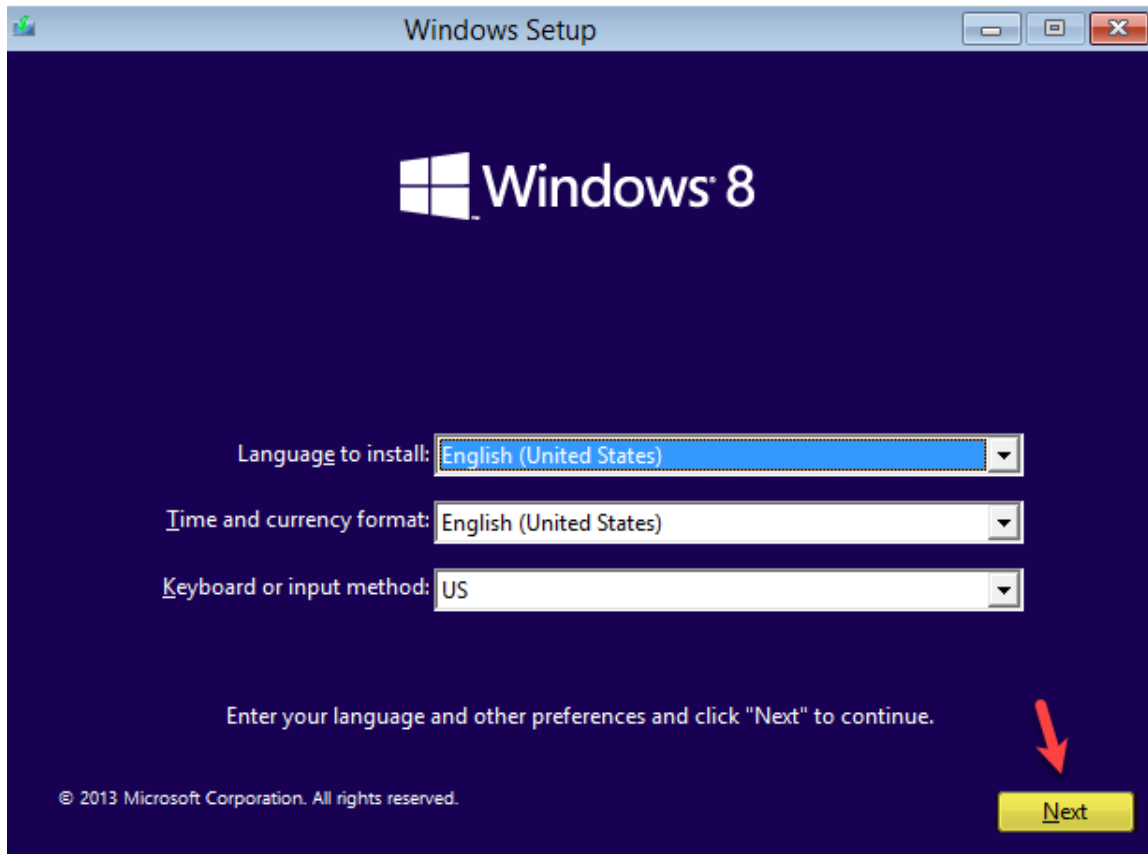 Windows Setup
Windows 8
Language to install: English (United States)
Time and currency format: English (United States)
Keyboard or input method: US
Enter your language and other preferences and click "Next" to continue.
© 2013 Microsoft Corporation. All rights reserved.
Next